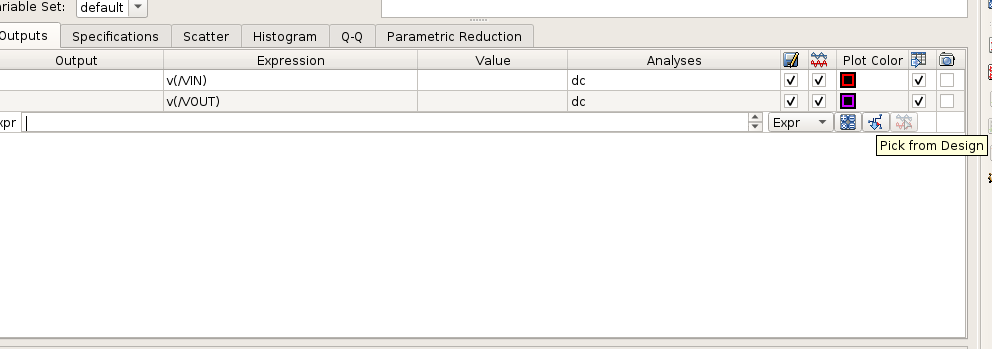 ariable Set: default
Outputs Specifications Scatter Histogram Q-Q Parametric Reduction
Output Expression Value Analyses Plot Color
v(/VIN) dc
v(/VOUT) dc
xpr Expr
Pick from Design